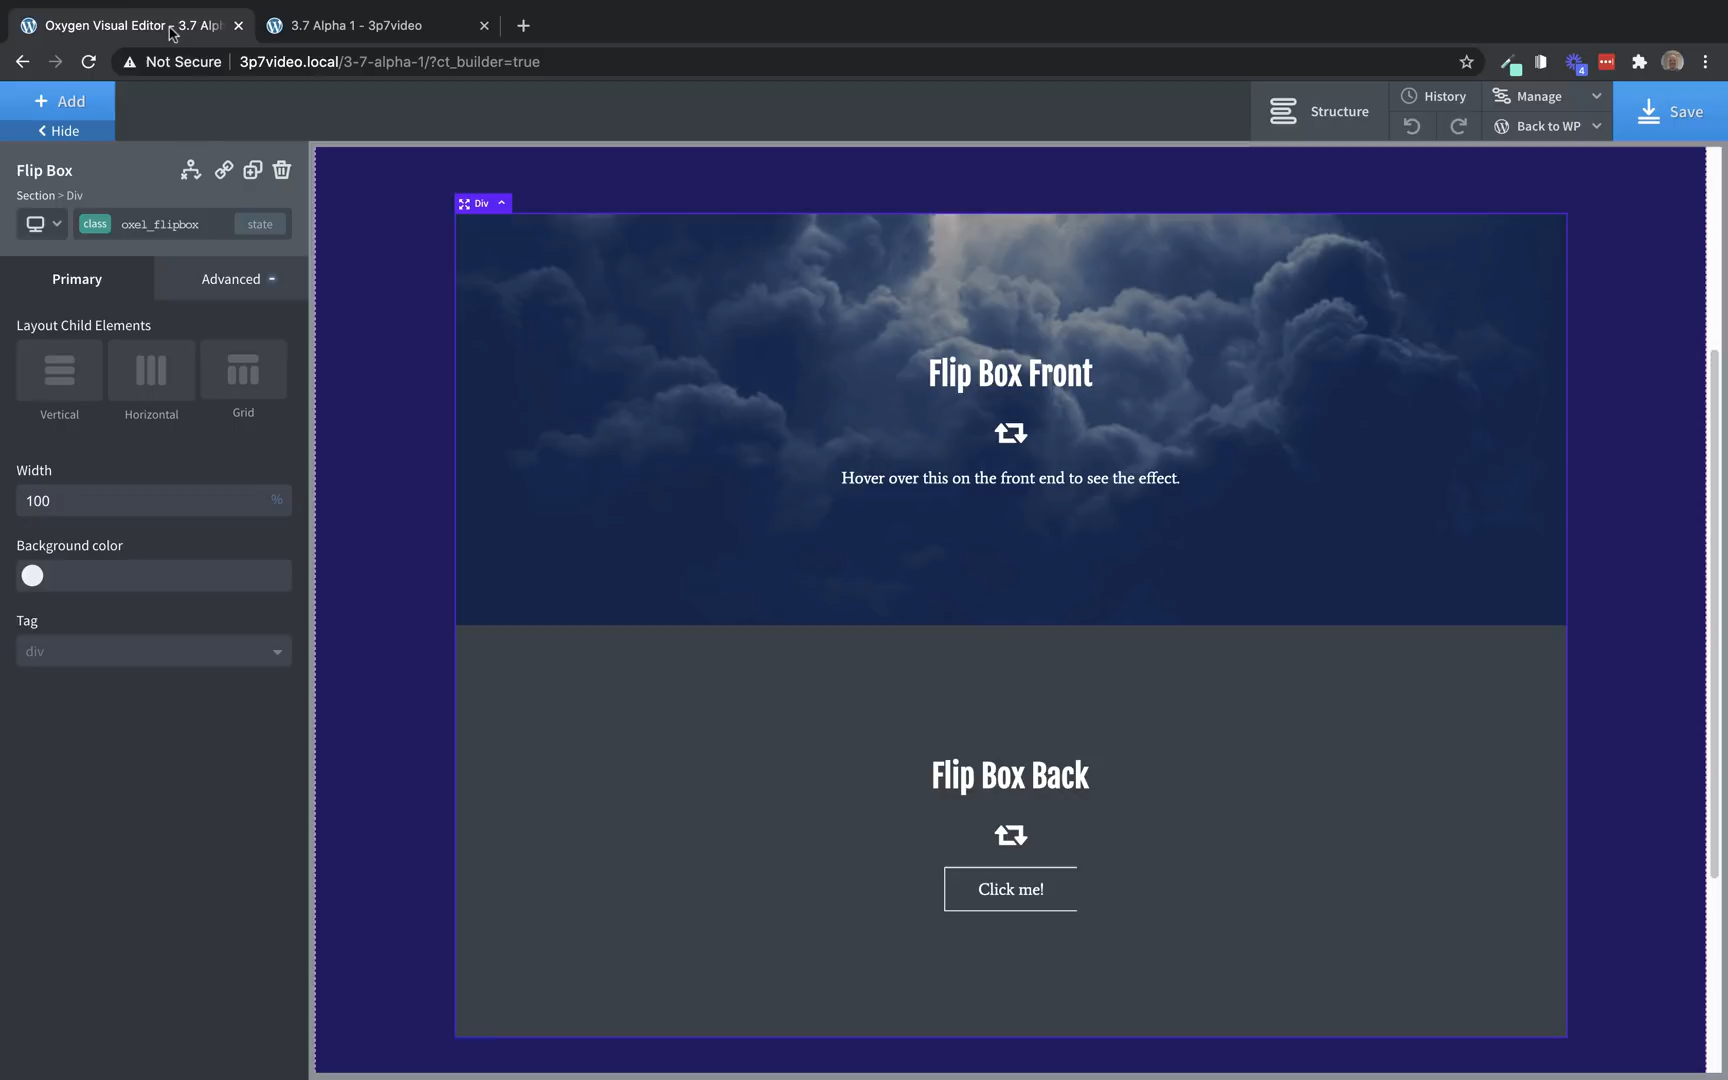 Oxygen Visual Editor - 3.7 Alp
3.7 Alpha 1 - 3p7video
Not Secure
3p7video.local/3-7-alpha-1/?ct_builder=true
4
+ Add
Hide
Structure
History
Manage
Back to WP
Save
Flip Box
Section > Div
class
oxel_flipbox
state
Primary
Advanced
Layout Child Elements
Vertical
Horizontal
Grid
Width
100
%
Background color
Tag
div
Div
Flip Box Front
Hover over this on the front end to see the effect.
Flip Box Back
Click me!